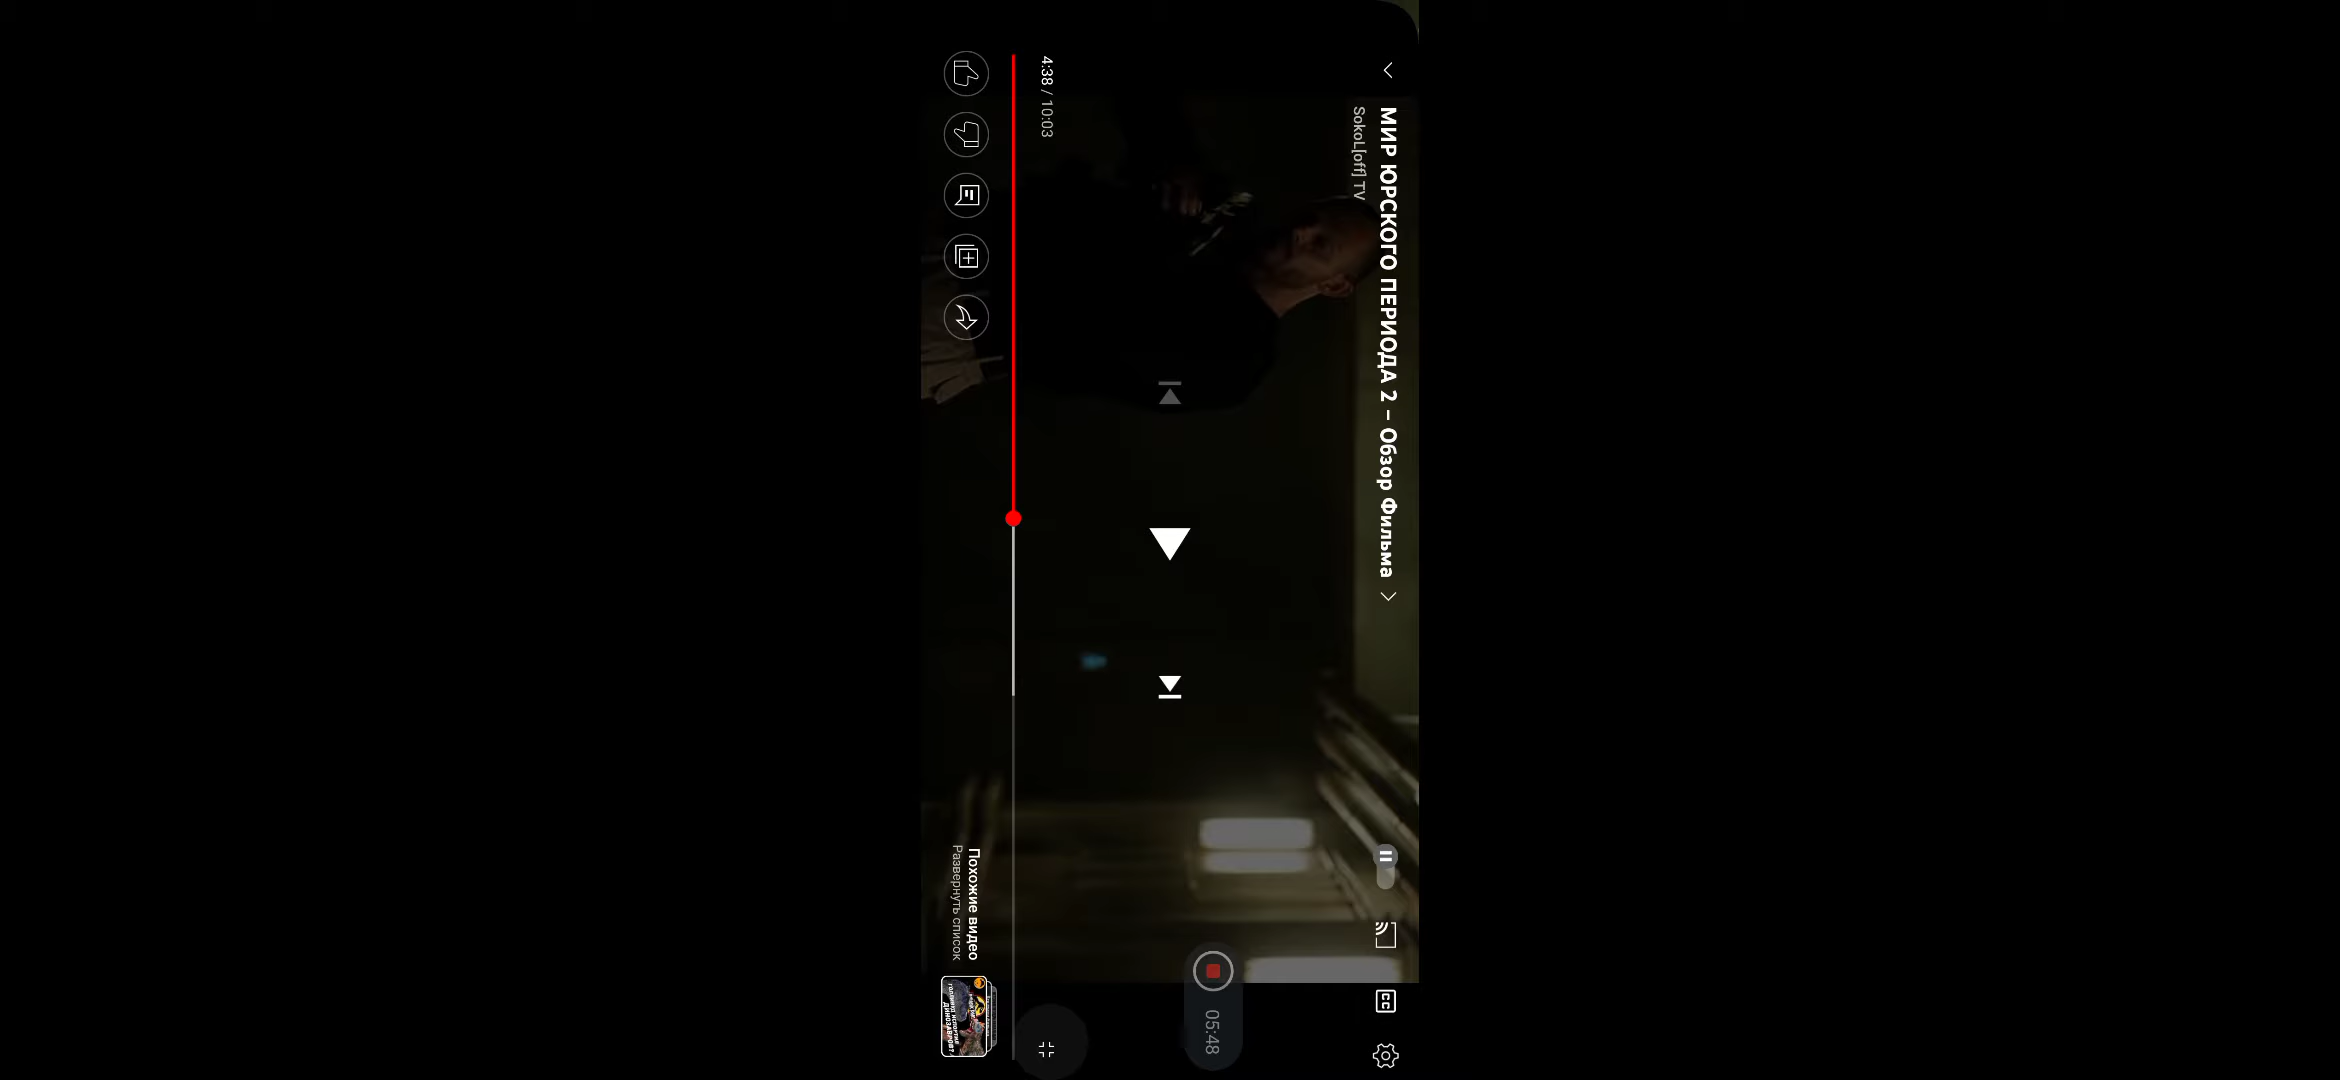 МИР ЮРСКОГО ПЕРИОДА 2 – Обзор Фильма
SokoL[off] TV
CC
05:48
4:38 / 10:03
Похожие видео
Развернуть список